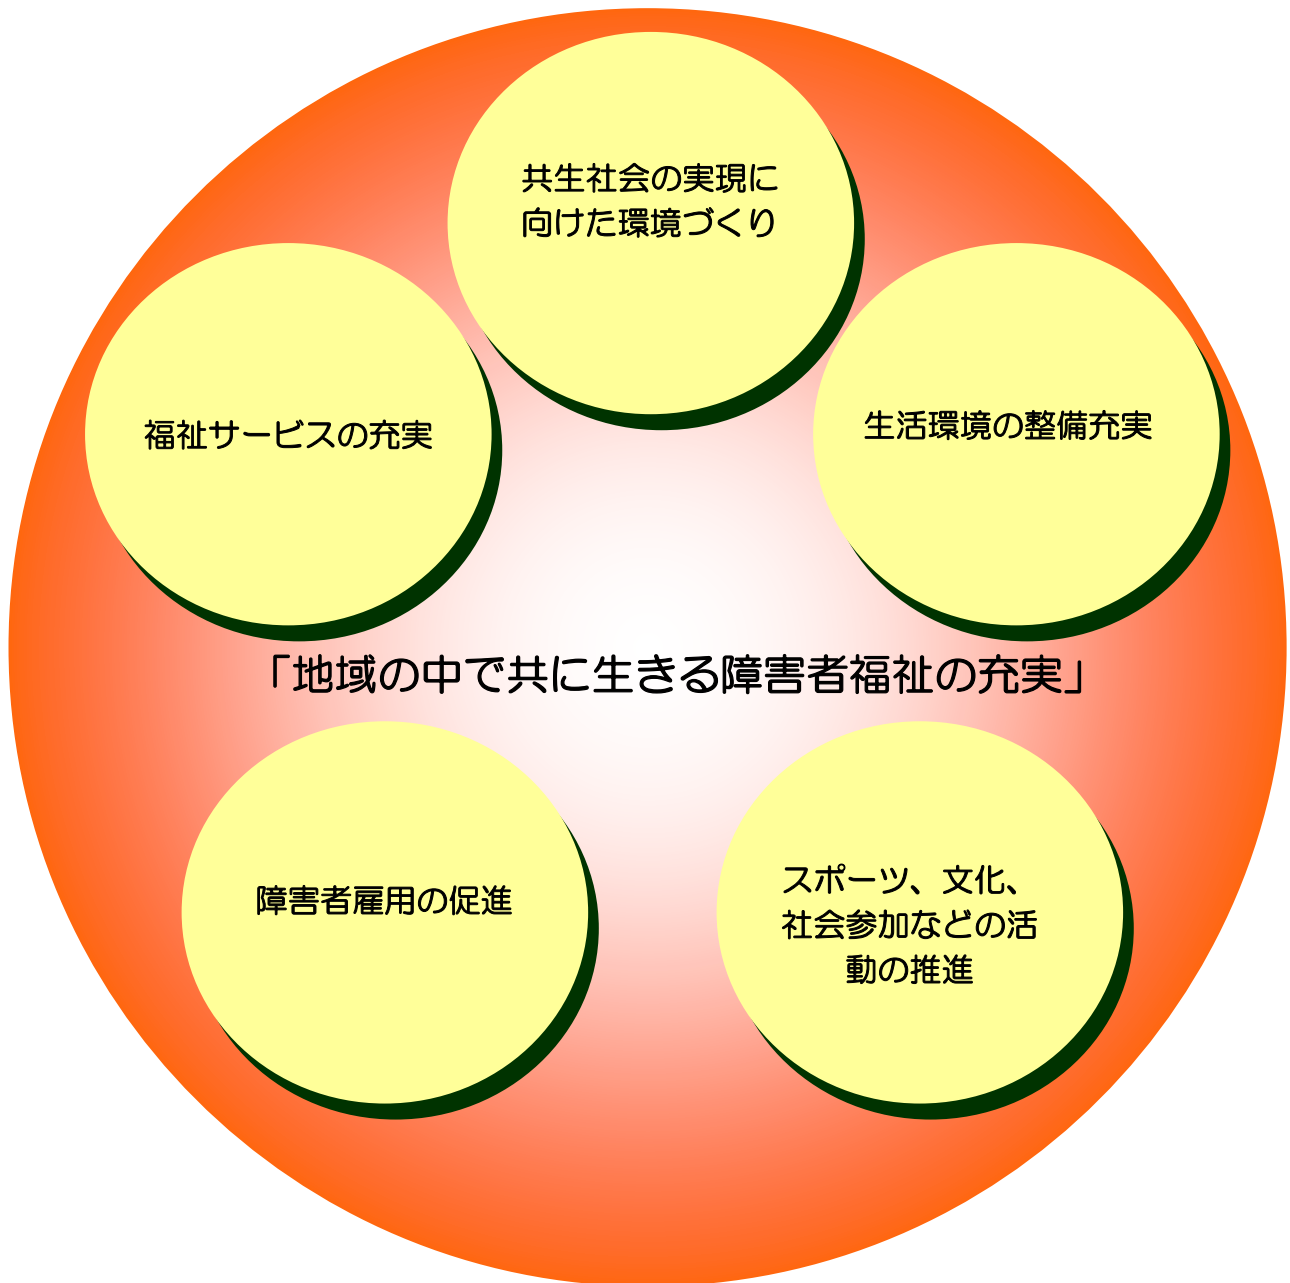 共生社会の実現に
向けた環境づくり
福祉サービスの充実
生活環境の整備充実
「地域の中で共に生きる障害者福祉の充実」
障害者雇用の促進
スポーツ、文化、
社会参加などの活
動の推進